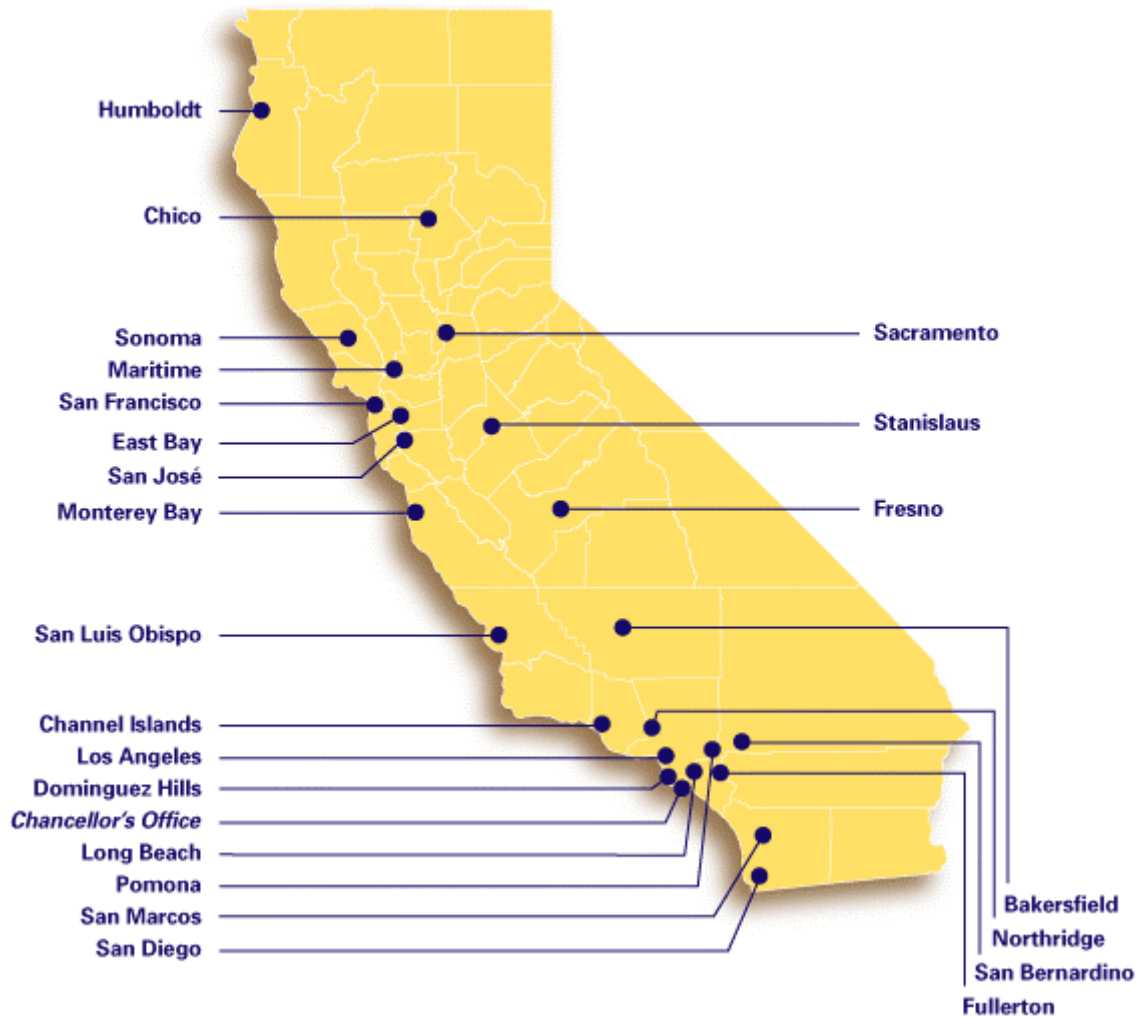 Humboldt
Chico
Sonoma
Maritime
San Francisco
East Bay
San José
Monterey Bay
San Luis Obispo
Channel Islands
Los Angeles
Dominguez Hills
Chancellor's Office
Long Beach
Pomona
San Marcos
San Diego
Sacramento
Stanislaus
Fresno
Bakersfield
Northridge
San Bernardino
Fullerton